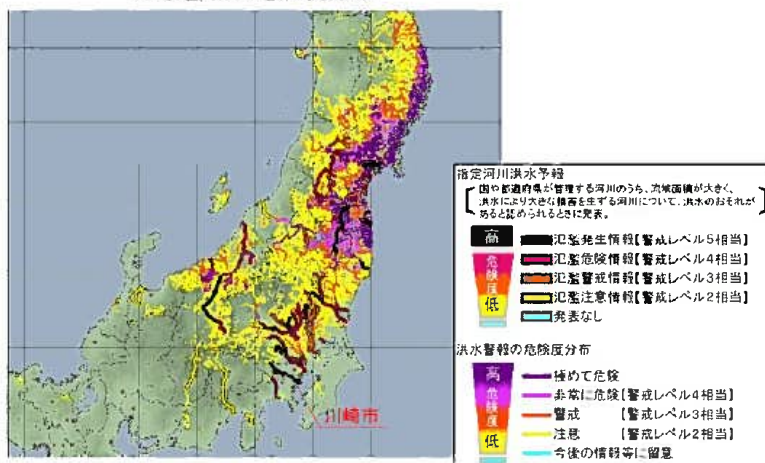 川崎市
指定河川洪水予報
国や都道府県が管理する河川のうち、流域面積が大きく、
洪水により大きな損害を生ずる河川について、洪水のおそれが
あると認められるときに発表。
高
危険度
低
氾濫発生情報【警戒レベル5相当】
氾濫危険情報【警戒レベル4相当】
氾濫警戒情報【警戒レベル3相当】
氾濫注意情報【警戒レベル2相当】
発表なし
洪水警報の危険度分布
高
危険度
低
極めて危険
非常に危険【警戒レベル4相当】
警戒 【警戒レベル3相当】
注意 【警戒レベル2相当】
今後の情報等に留意